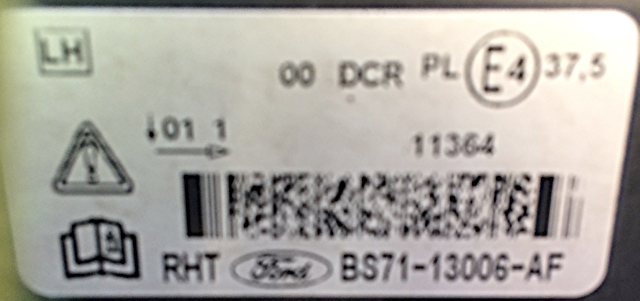 LH
00 DCR PL E4 37,5
↓01 1
→
11364
RHT Ford BS71-13006-AF